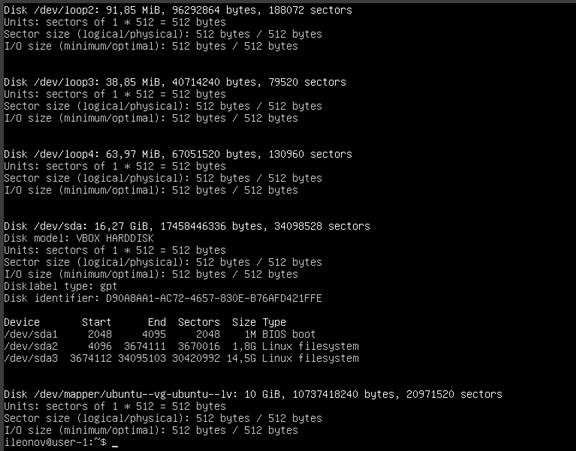 Disk /dev/loop2: 91,85 MiB, 96292864 bytes, 188072 sectors
Units: sectors of 1 * 512 = 512 bytes
Sector size (logical/physical): 512 bytes / 512 bytes
I/O size (minimum/optimal): 512 bytes / 512 bytes
Disk /dev/loop3: 38,85 MiB, 40714240 bytes, 79520 sectors
Units: sectors of 1 * 512 = 512 bytes
Sector size (logical/physical): 512 bytes / 512 bytes
I/O size (minimum/optimal): 512 bytes / 512 bytes
Disk /dev/loop4: 63,97 MiB, 67051520 bytes, 130960 sectors
Units: sectors of 1 * 512 = 512 bytes
Sector size (logical/physical): 512 bytes / 512 bytes
I/O size (minimum/optimal): 512 bytes / 512 bytes
Disk /dev/sda: 16,27 GiB, 17458446336 bytes, 34098528 sectors
Disk model: VBOX HARDDISK
Units: sectors of 1 * 512 = 512 bytes
Sector size (logical/physical): 512 bytes / 512 bytes
I/O size (minimum/optimal): 512 bytes / 512 bytes
Disklabel type: gpt
Disk identifier: D90A8AA1-AC72-4657-830E-B76AFD421FFE
Device Start End Sectors Size Type
/dev/sda1 2048 4095 2048 1M BIOS boot
/dev/sda2 4096 3674111 3670016 1,8G Linux filesystem
/dev/sda3 3674112 34095103 30420992 14,5G Linux filesystem
Disk /dev/mapper/ubuntu--vg-ubuntu--lv: 10 GiB, 10737418240 bytes, 20971520 sectors
Units: sectors of 1 * 512 = 512 bytes
Sector size (logical/physical): 512 bytes / 512 bytes
I/O size (minimum/optimal): 512 bytes / 512 bytes
ileonov@user-1:~$ _